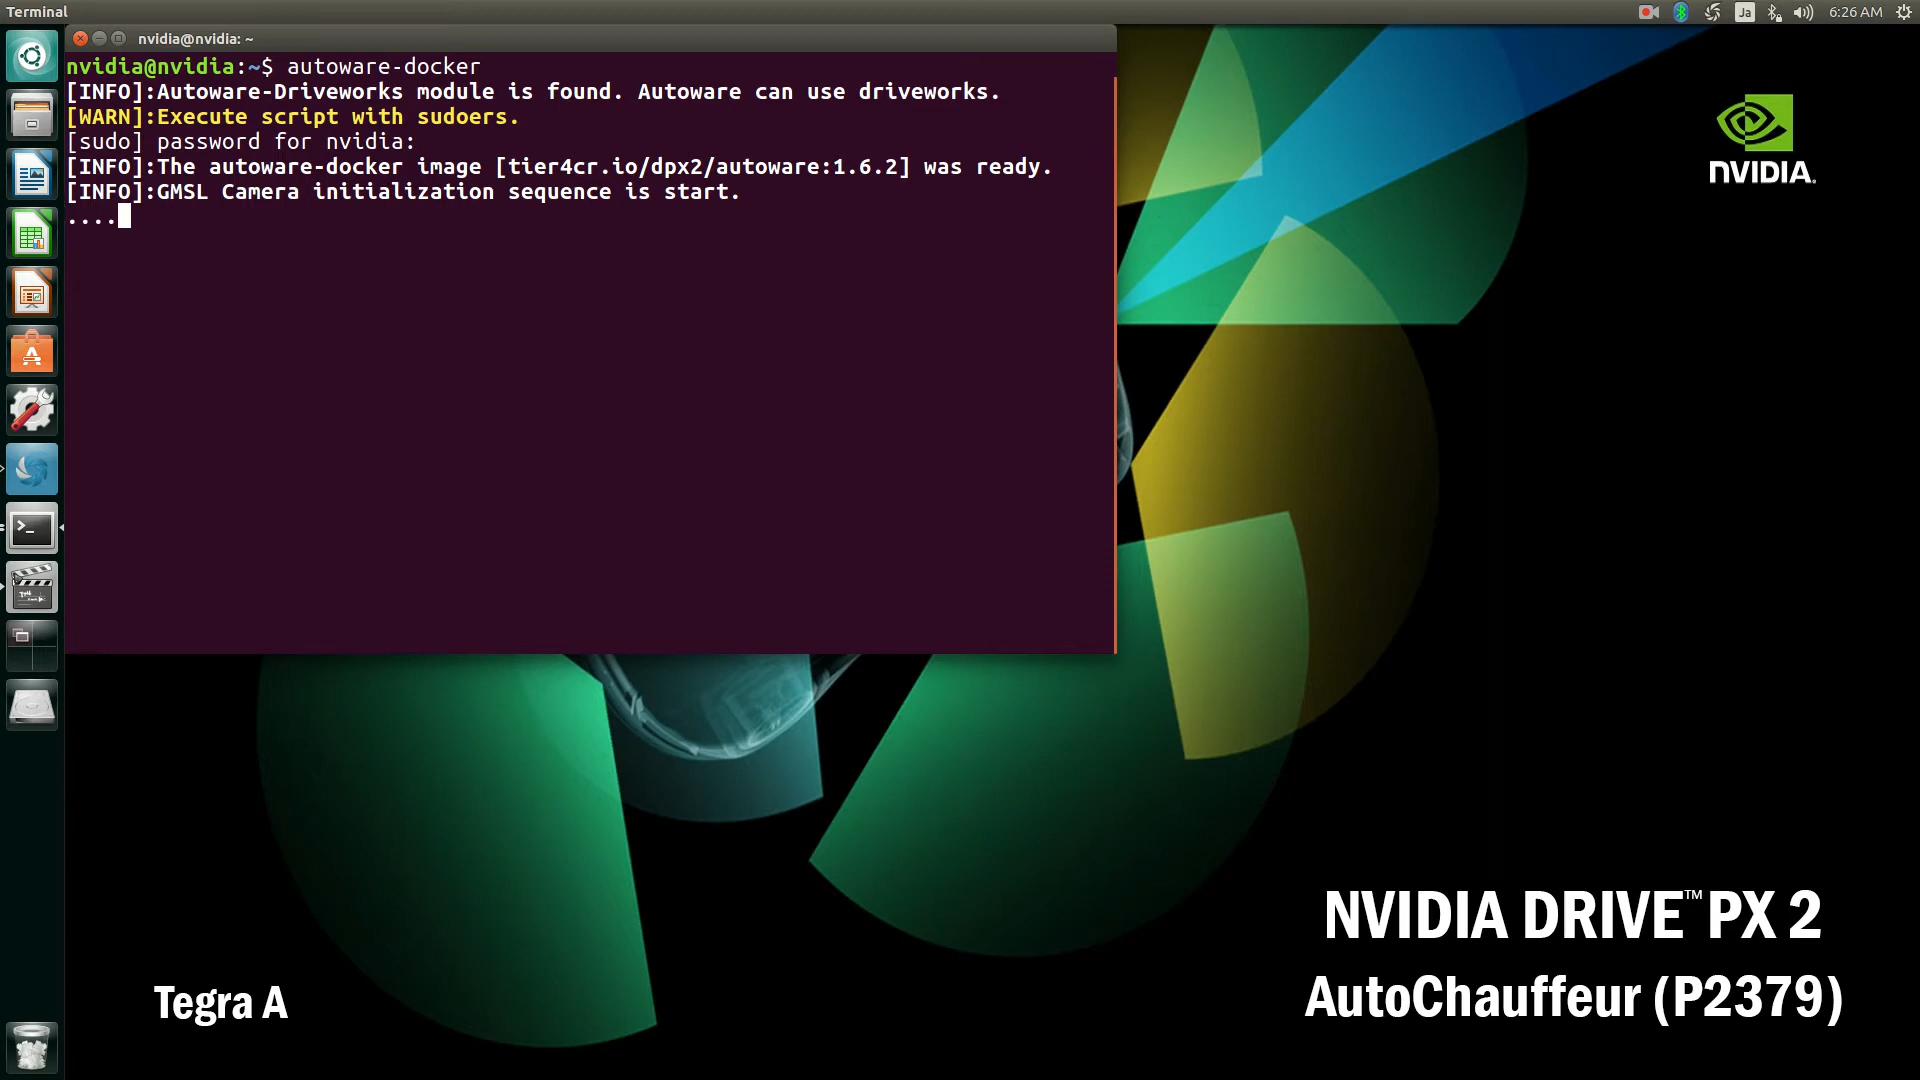 Terminal
Ja
6:26 AM
nvidia@nvidia: ~
nvidia@nvidia:~$ autoware-docker
[INFO]:Autoware-Driveworks module is found. Autoware can use driveworks.
[WARN]:Execute script with sudoers.
[sudo] password for nvidia:
[INFO]:The autoware-docker image [tier4cr.io/dpx2/autoware:1.6.2] was ready.
[INFO]:GMSL Camera initialization sequence is start.
....
NVIDIA.
NVIDIA DRIVE™ PX 2
AutoChauffeur (P2379)
Tegra A